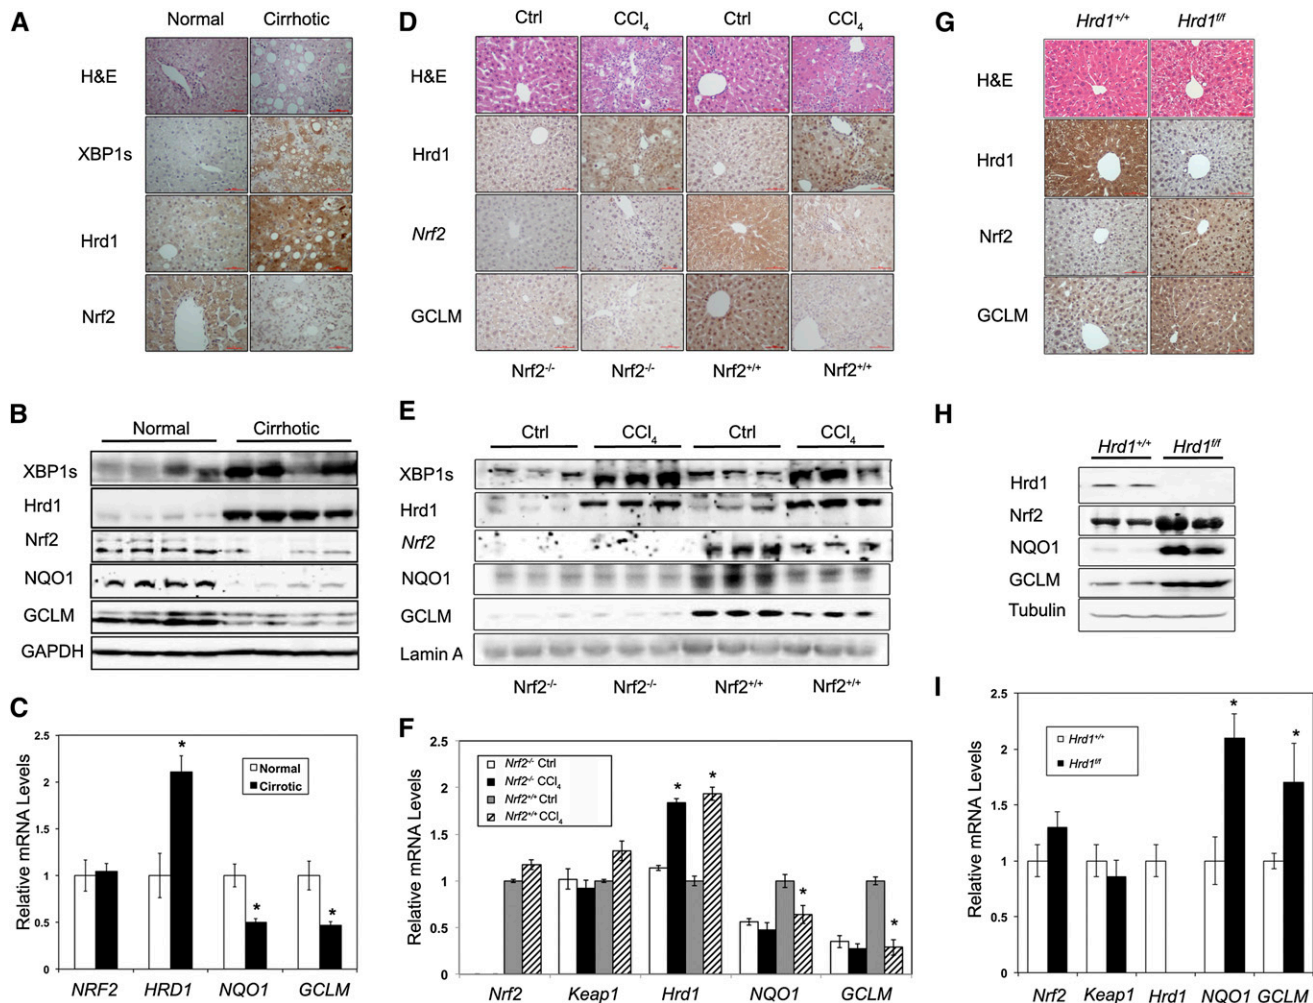 A
Normal Cirrhotic
H&E
XBP1s
Hrd1
Nrf2
B
Normal Cirrhotic
XBP1s
Hrd1
Nrf2
NQO1
GCLM
GAPDH
C
Relative mRNA Levels
2.5
2
1.5
1
0.5
0
Normal
Cirrotic
* * *
NRF2 HRD1 NQO1 GCLM
D
Ctrl CCl4 Ctrl CCl4
H&E
Hrd1
Nrf2
GCLM
Nrf2-/- Nrf2-/- Nrf2+/+ Nrf2+/+
E
Ctrl CCl4 Ctrl CCl4
XBP1s
Hrd1
Nrf2
NQO1
GCLM
Lamin A
Nrf2-/- Nrf2-/- Nrf2+/+ Nrf2+/+
F
Relative mRNA Levels
2.5
2
1.5
1
0.5
0
Nrf2-/- Ctrl
Nrf2-/- CCl4
Nrf2+/+ Ctrl
Nrf2+/+ CCl4
* * * *
Nrf2 Keap1 Hrd1 NQO1 GCLM
G
Hrd1+/+ Hrd1f/f
H&E
Hrd1
Nrf2
GCLM
H
Hrd1+/+ Hrd1f/f
Hrd1
Nrf2
NQO1
GCLM
Tubulin
I
Relative mRNA Levels
2.5
2
1.5
1
0.5
0
Hrd1+/+
Hrd1f/f
* *
Nrf2 Keap1 Hrd1 NQO1 GCLM